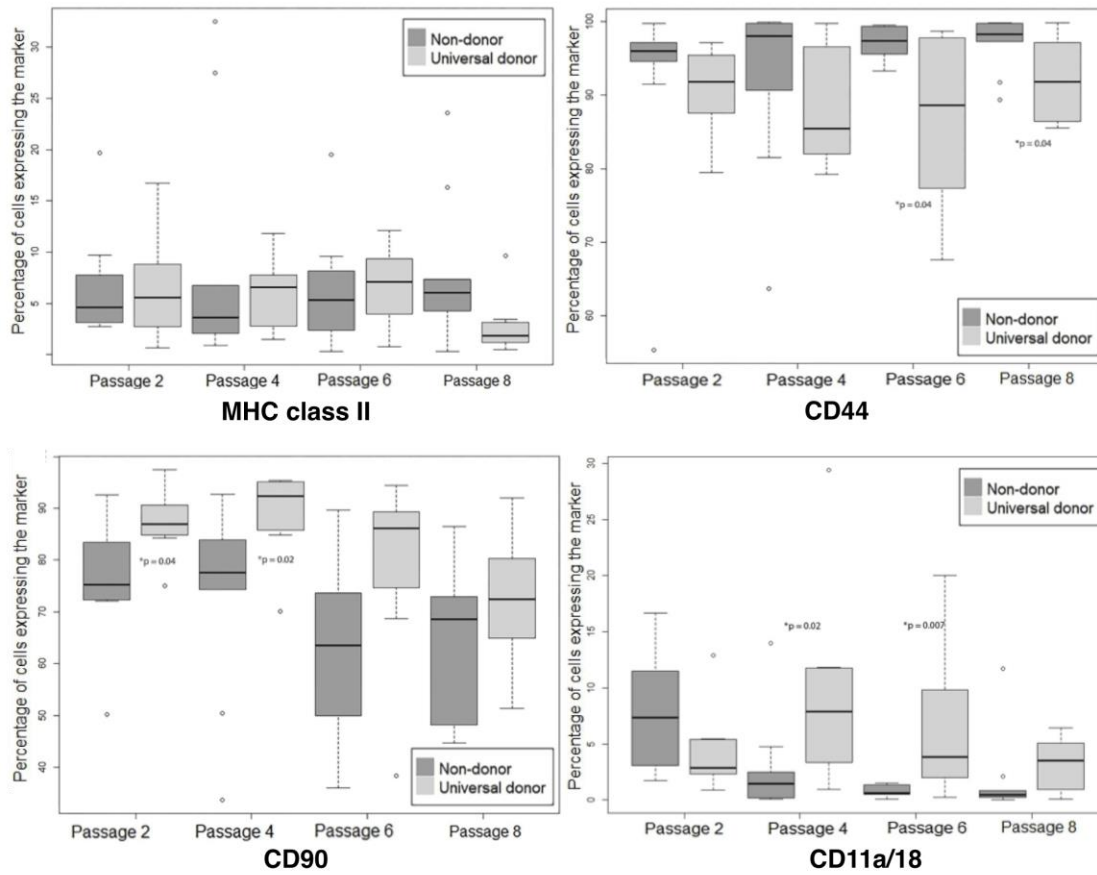 Percentage of cells expressing the marker
30
25
20
15
10
5
Non-donor
Universal donor
Passage 2 Passage 4 Passage 6 Passage 8
MHC class II
Percentage of cells expressing the marker
100
90
80
70
60
*p = 0.04
*p = 0.04
Non-donor
Universal donor
Passage 2 Passage 4 Passage 6 Passage 8
CD44
Percentage of cells expressing the marker
90
80
70
60
50
40
*p = 0.04
*p = 0.02
Non-donor
Universal donor
Passage 2 Passage 4 Passage 6 Passage 8
CD90
Percentage of cells expressing the marker
30
25
20
15
10
5
0
Non-donor
Universal donor
*p = 0.02
*p = 0.007
Passage 2 Passage 4 Passage 6 Passage 8
CD11a/18